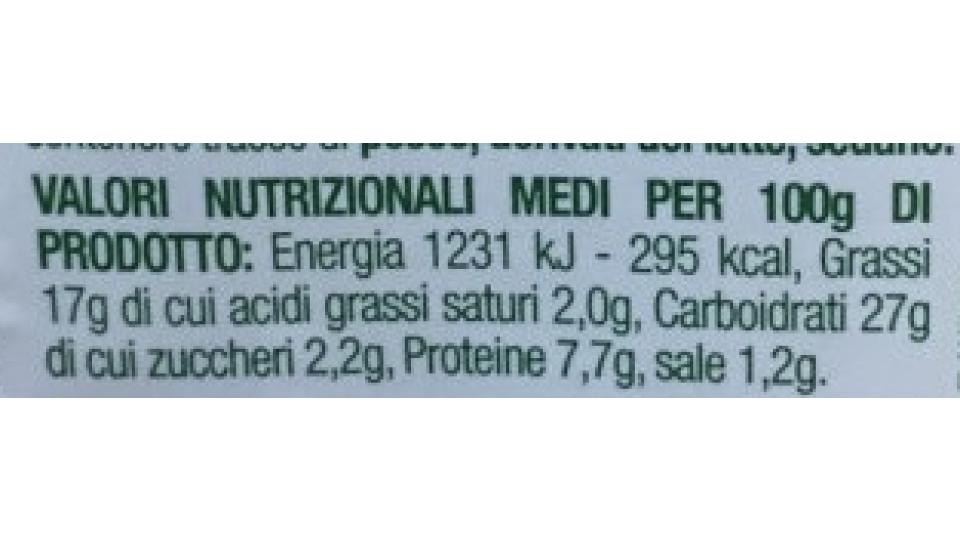 VALORI NUTRIZIONALI MEDI PER 100g DI
PRODOTTO: Energia 1231 kJ - 295 kcal, Grassi
17g di cui acidi grassi saturi 2,0g, Carboidrati 27g
di cui zuccheri 2,2g, Proteine 7,7g, sale 1,2g.